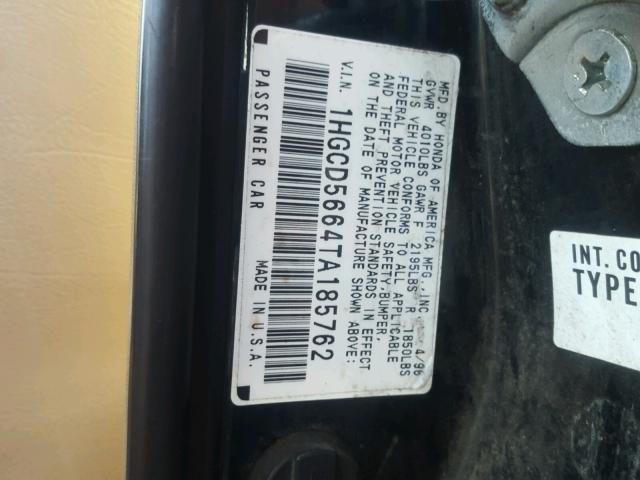 MFD.BY HONDA OF AMERICA MFG.,INC. 4/96
GVWR 4010LBS GAWR F 2195LBS R 1850LBS
THIS VEHICLE CONFORMS TO ALL APPLICABLE
FEDERAL MOTOR VEHICLE SAFETY,BUMPER,
AND THEFT PREVENTION STANDARDS IN EFFECT
ON THE DATE OF MANUFACTURE SHOWN ABOVE:
V.I.N. 1HGCD5664TA185762
PASSENGER CAR MADE IN U.S.A.
INT. CO
TYPE